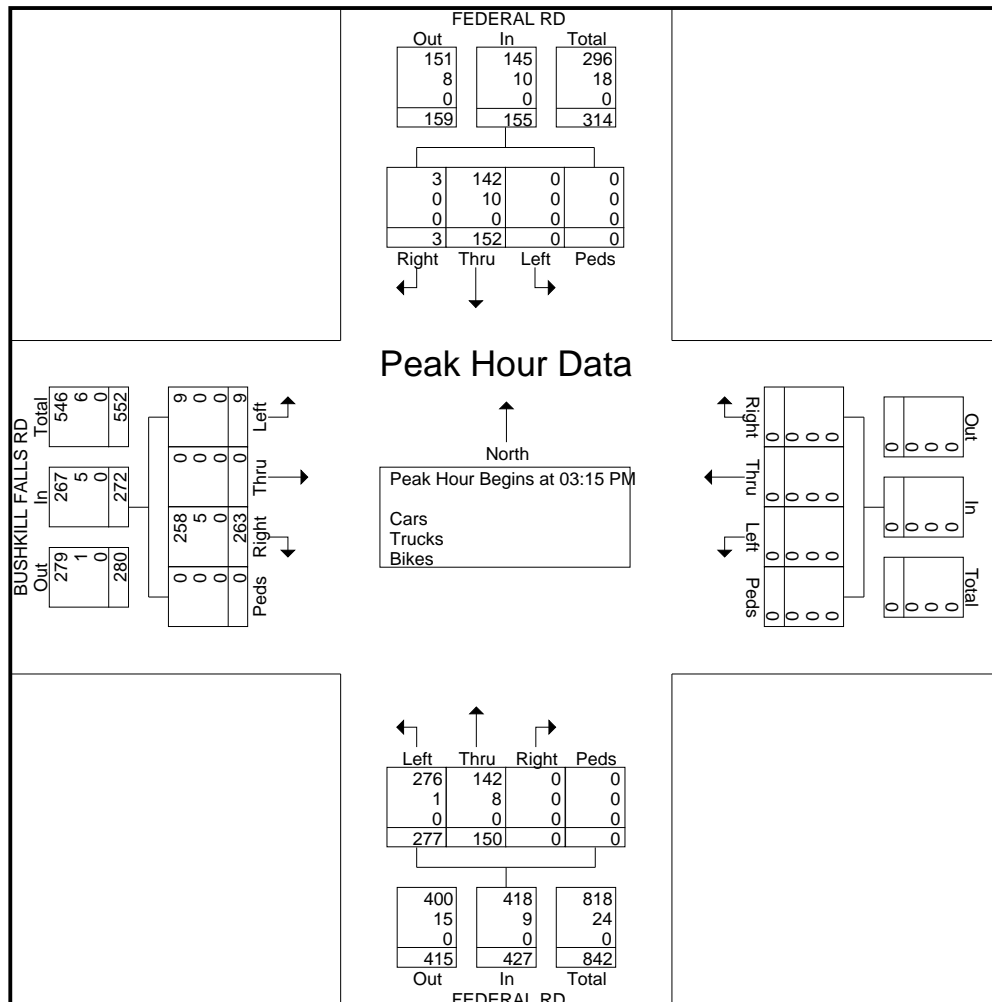 FEDERAL RD
Out In Total
151 145 296
8 10 18
0 0 0
159 155 314
3 142 0 0
0 10 0 0
0 0 0 0
3 152 0 0
Right Thru Left Peds
Peak Hour Data
North
Peak Hour Begins at 03:15 PM
Cars
Trucks
Bikes
BUSHKILL FALLS RD
Out In Total
279 267 546
1 5 6
0 0 0
280 272 552
0 258 0 9
0 5 0 0
0 0 0 0
0 263 0 9
Peds Right Thru Left
Out In Total
0 0 0
0 0 0
0 0 0
0 0 0
0 0 0 0
0 0 0 0
0 0 0 0
0 0 0 0
Right Thru Left Peds
Left Thru Right Peds
276 142 0 0
1 8 0 0
0 0 0 0
277 150 0 0
400 418 818
15 9 24
0 0 0
415 427 842
Out In Total
FEDERAL RD